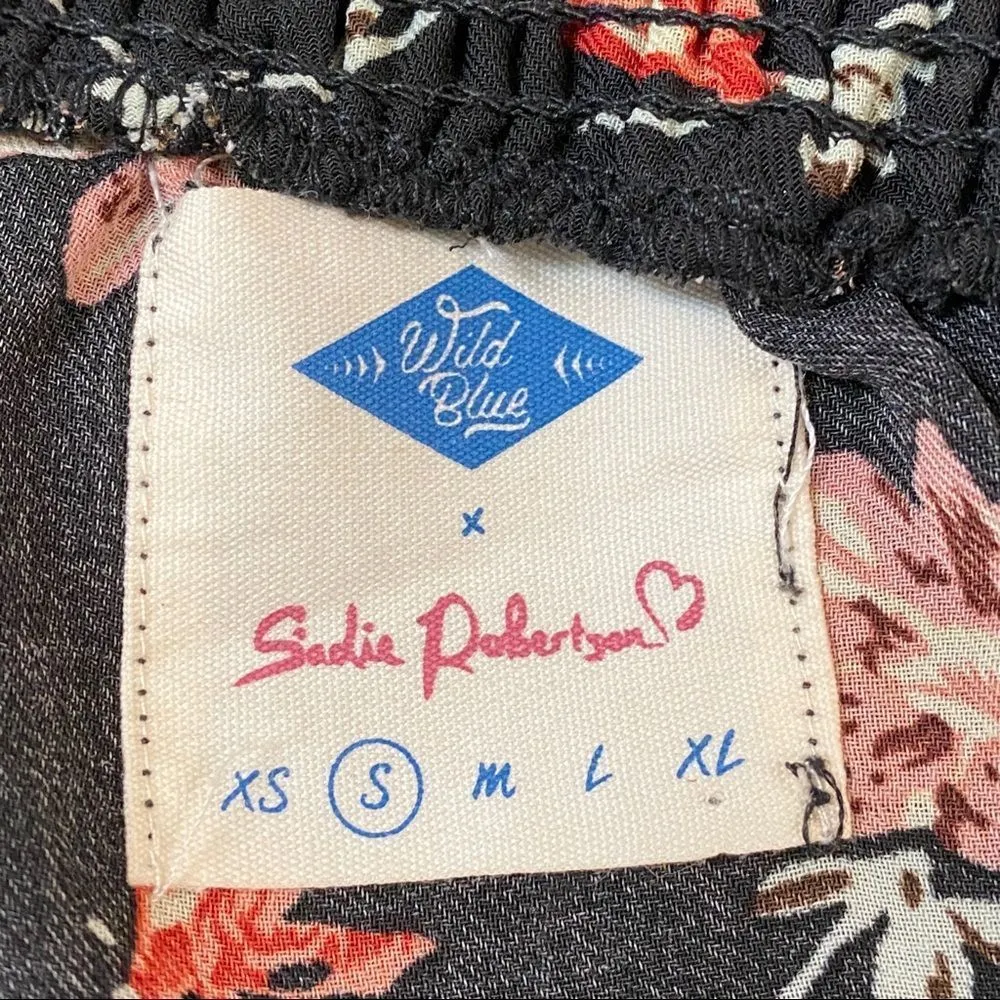 Wild
Blue
x
Sadie Robertson
XS S M L XL